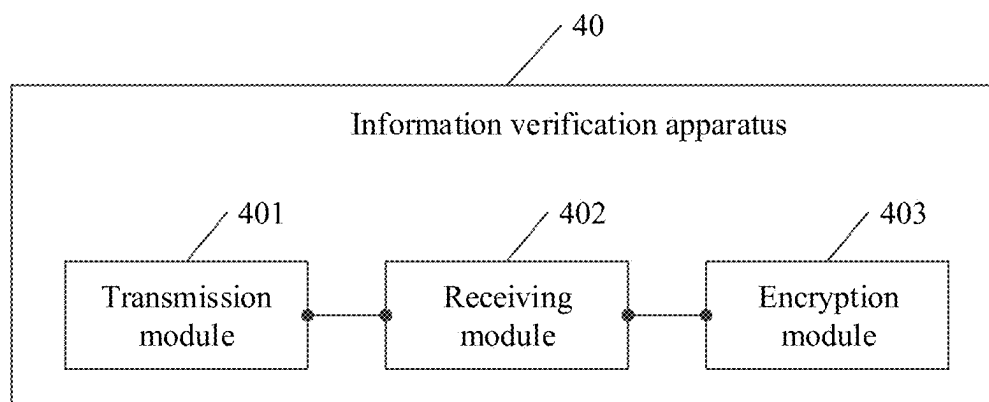 40
Information verification apparatus
401
402
403
Transmission
module
Receiving
module
Encryption
module